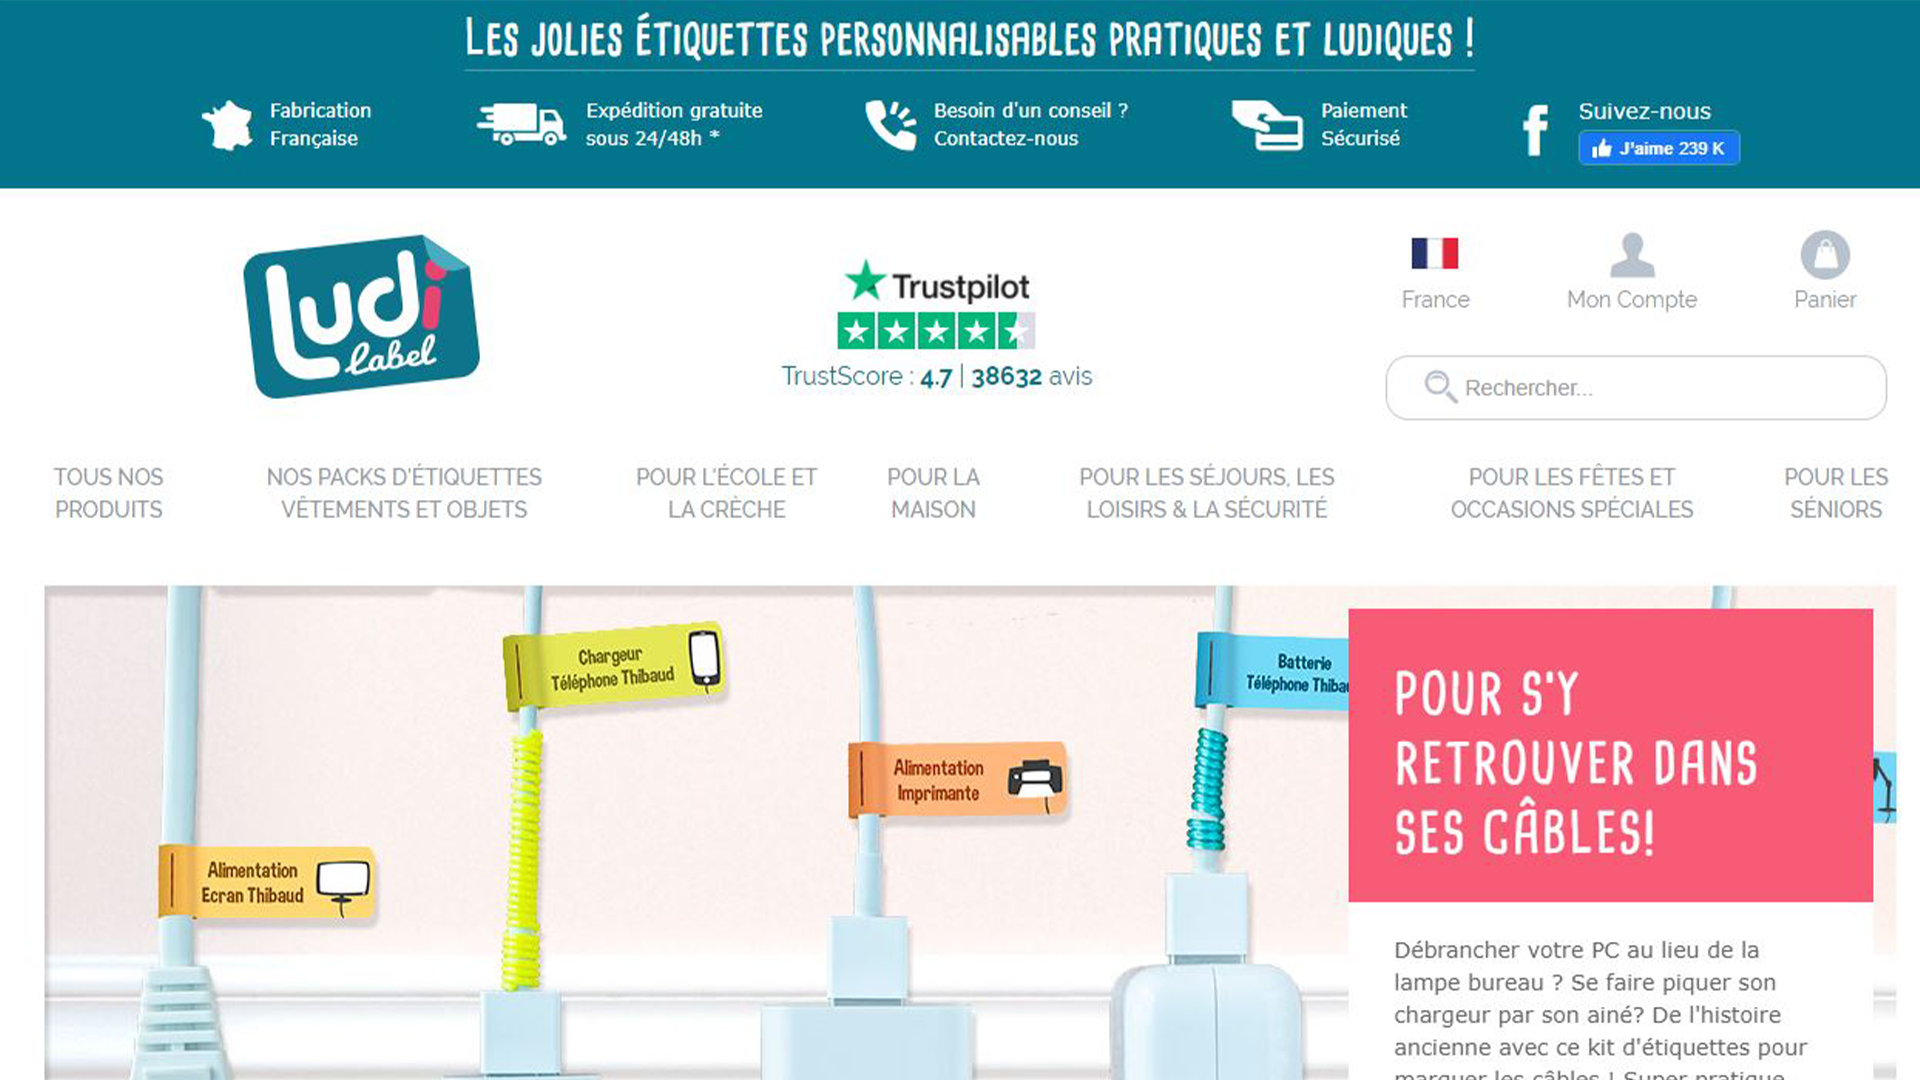 Les jolies étiquettes personnalisables pratiques et ludiques !
Fabrication
Française
Expédition gratuite
sous 24/48h *
Besoin d'un conseil ?
Contactez-nous
Paiement
Sécurisé
Suivez-nous
J'aime 239 K
Ludi
label
Trustpilot
TrustScore : 4.7 | 38632 avis
France
Mon Compte
Panier
Rechercher...
TOUS NOS
PRODUITS
NOS PACKS D'ÉTIQUETTES
VÊTEMENTS ET OBJETS
POUR L'ÉCOLE ET
LA CRÈCHE
POUR LA
MAISON
POUR LES SÉJOURS, LES
LOISIRS & LA SÉCURITÉ
POUR LES FÊTES ET
OCCASIONS SPÉCIALES
POUR LES
SÉNIORS
Chargeur
Téléphone Thibaud
Batterie
Téléphone Thiba
Alimentation
Imprimante
Alimentation
Ecran Thibaud
POUR S'Y
RETROUVER DANS
SES CÂBLES!
Débrancher votre PC au lieu de la
lampe bureau ? Se faire piquer son
chargeur par son ainé? De l'histoire
ancienne avec ce kit d'étiquettes pour
marquer les câbles ! Super pratique